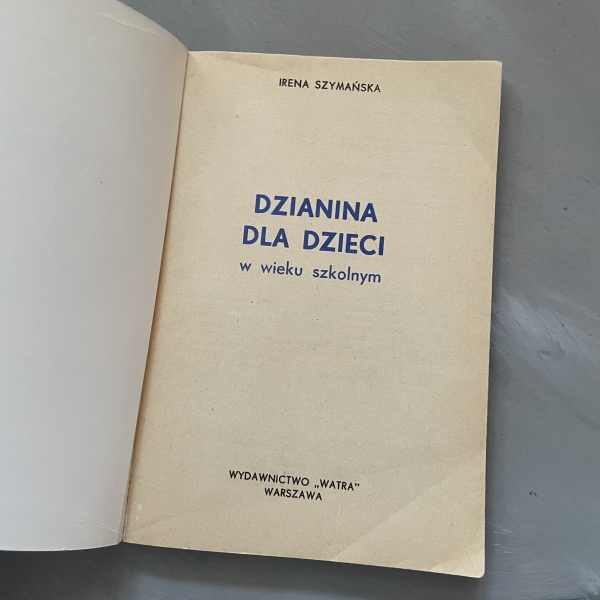 IRENA SZYMAŃSKA
DZIANINA
DLA DZIECI
w wieku szkolnym
WYDAWNICTWO „WATRA”
WARSZAWA